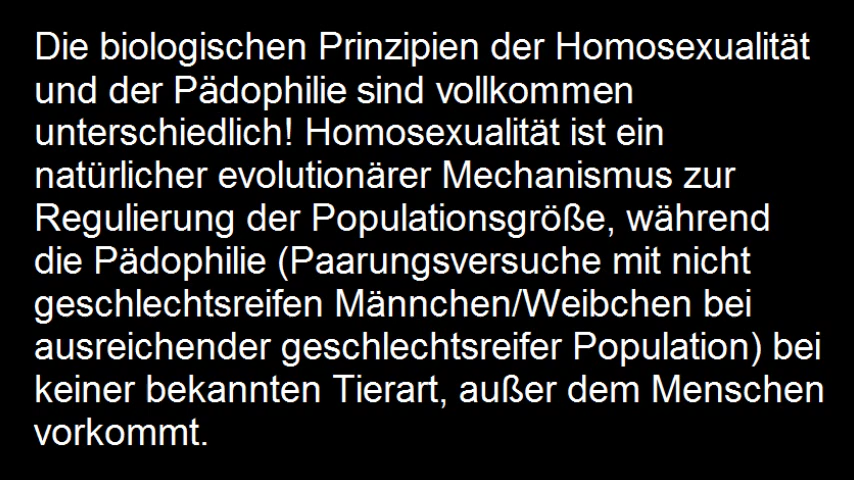 Die biologischen Prinzipien der Homosexualität
und der Pädophilie sind vollkommen
unterschiedlich! Homosexualität ist ein
natürlicher evolutionärer Mechanismus zur
Regulierung der Populationsgröße, während
die Pädophilie (Paarungsversuche mit nicht
geschlechtsreifen Männchen/Weibchen bei
ausreichender geschlechtsreifer Population) bei
keiner bekannten Tierart, außer dem Menschen
vorkommt.